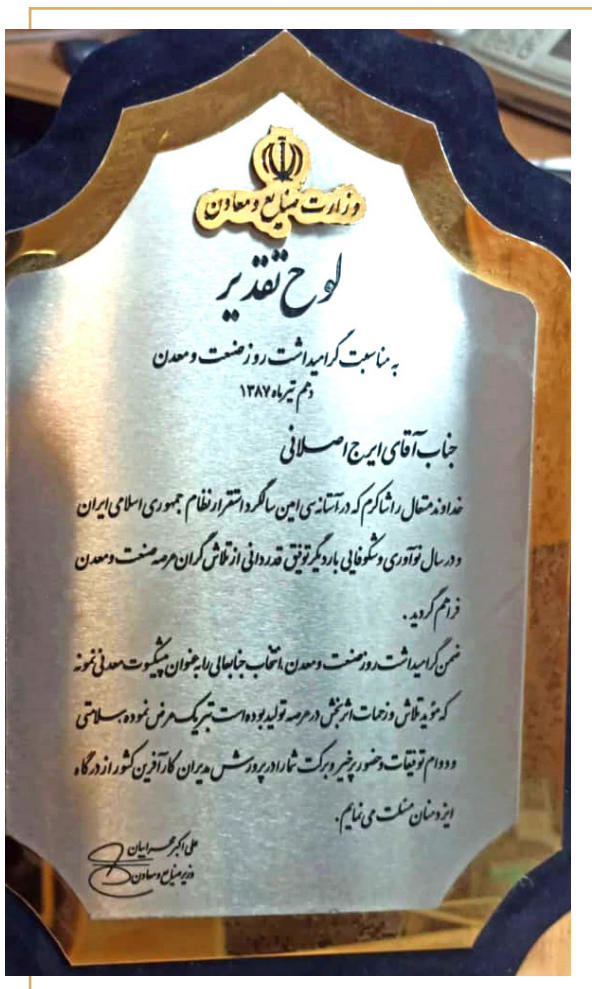 وزارت صنایع و معادن
لوح تقدیر
به مناسبت گرامیداشت روز صنعت و معدن
دهم تیرماه ۱۳۸۷
جناب آقای ایرج اصلانی
خداوند متعال را شاکرم که در آستانه‌ی امین سالگرد استقرار نظام جمهوری اسلامی ایران
و در سال نوآوری و شکوفایی بار دیگر توفیق قدردانی از تلاش گران عرصه صنعت و معدن
فراهم گردید.
ضمن گرامیداشت روز صنعت و معدن، انتخاب جنابعالی را به عنوان پیشکسوت معدنی نمونه
که موید تلاش و زحمات اثربخش در عرصه تولید بوده است تبریک عرض نموده سلامتی
و دوام توفیقات و حضور پرخیر و برکت شما را در پرورش مدیران کارآفرین کشور از درگاه
ایزد منان مسئلت می نمایم.
علی اکبر محرابیان
وزیر صنایع و معادن